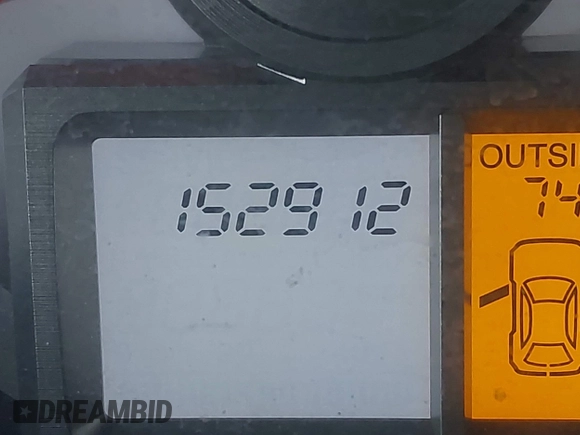 OUTSI
152912
74
DREAMBID